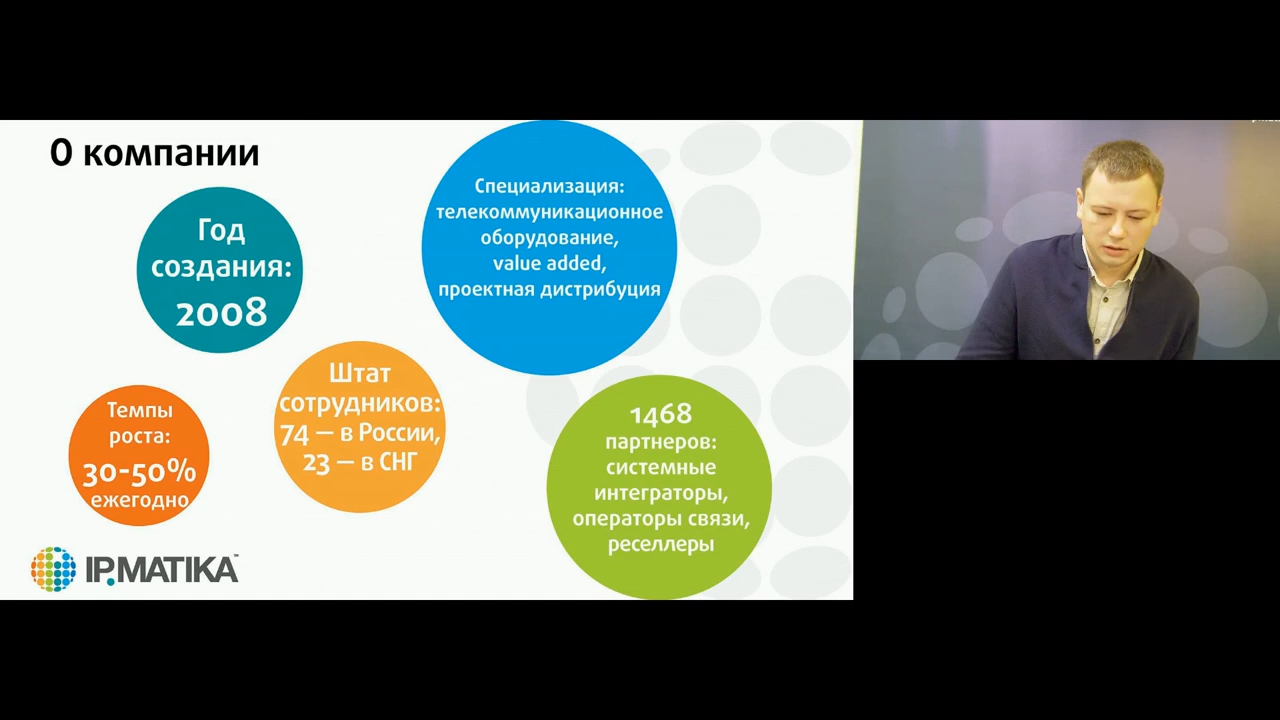 О компании
Год
создания:
2008
Специализация:
телекоммуникационное
оборудование,
value added,
проектная дистрибуция
Штат
сотрудников:
74 — в России,
23 — в СНГ
Темпы
роста:
30-50%
ежегодно
1468
партнеров:
системные
интеграторы,
операторы связи,
реселлеры
IP.MATIKA™